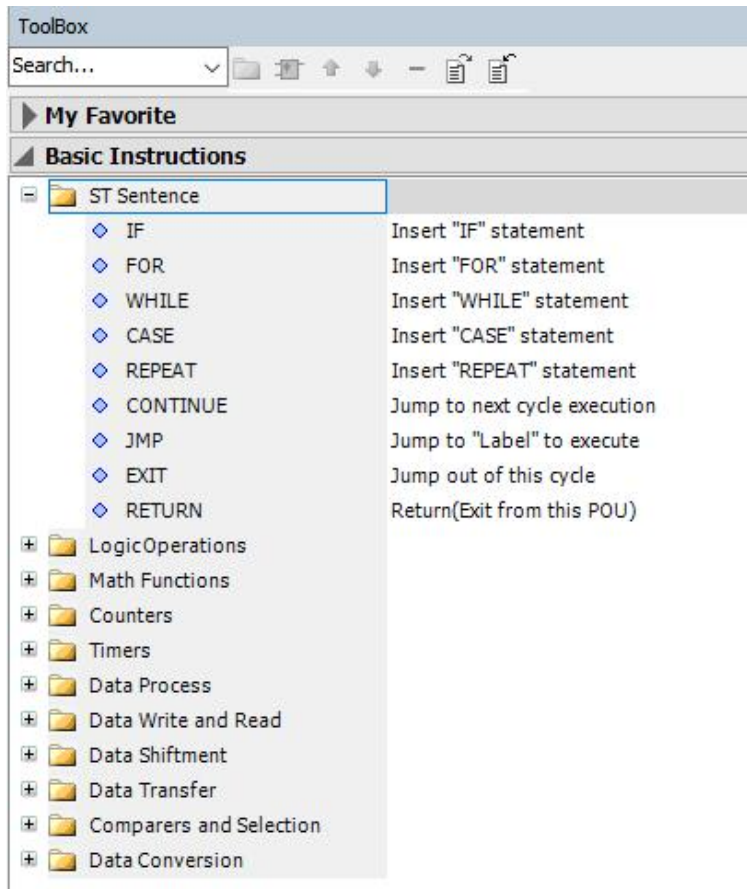 ToolBox
Search...
My Favorite
Basic Instructions
ST Sentence
IF Insert "IF" statement
FOR Insert "FOR" statement
WHILE Insert "WHILE" statement
CASE Insert "CASE" statement
REPEAT Insert "REPEAT" statement
CONTINUE Jump to next cycle execution
JMP Jump to "Label" to execute
EXIT Jump out of this cycle
RETURN Return(Exit from this POU)
LogicOperations
Math Functions
Counters
Timers
Data Process
Data Write and Read
Data Shiftment
Data Transfer
Comparers and Selection
Data Conversion